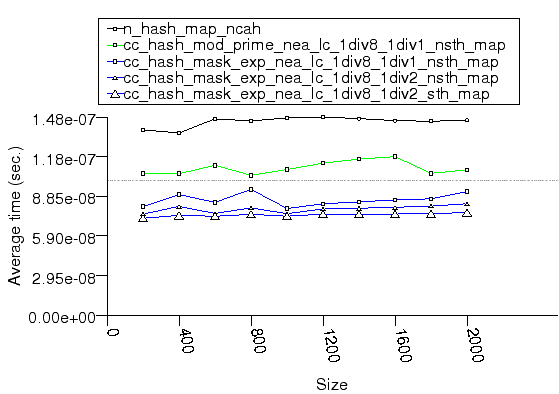 n_hash_map_ncah
cc_hash_mod_prime_nea_lc_1div8_1div1_nsth_map
cc_hash_mask_exp_nea_lc_1div8_1div1_nsth_map
cc_hash_mask_exp_nea_lc_1div8_1div2_nsth_map
cc_hash_mask_exp_nea_lc_1div8_1div2_sth_map
Average time (sec.)
1.48e-07
1.18e-07
8.85e-08
5.90e-08
2.95e-08
0.00e+00
0
400
800
1200
1600
2000
Size